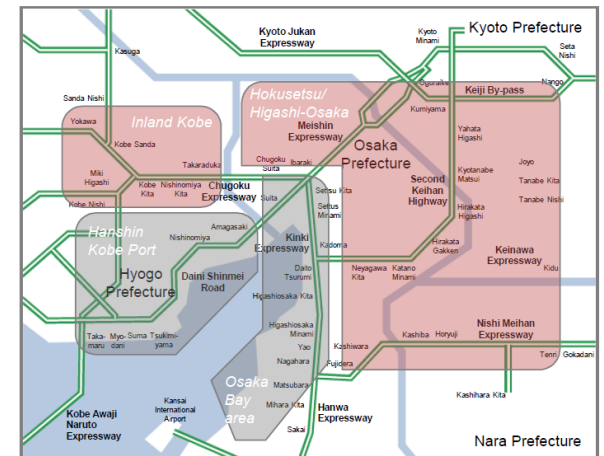 Kyoto Jukan
Expressway
Kyoto
Minami
Kyoto Prefecture
Seta
Nishi
Kasuga
Oguraike
Nango
Keiji By-pass
Hokusetsu/
Higashi-Osaka
Sanda Nishi
Kumiyama
Yokawa
Inland Kobe
Meishin
Expressway
Osaka
Prefecture
Yahata
Higashi
Kobe Sanda
Miki
Higashi
Takaraduka
Chugoku
Suita
Ibaraki
Kyotanabe
Matsui
Joyo
Tanabe Kita
Tanabe Nishi
Kobe
Kita
Nishinomiya
Kita
Chugoku
Expressway
Suita
Setsu Kita
Settus
Minami
Second
Keihan
Highway
Hirakata
Higashi
Kobe Nishi
Hanshin
Kobe Port
Amagasaki
Nishinomiya
Kinki
Expressway
Kadoma
Hirakata
Gakken
Keinawa
Expressway
Kidu
Hyogo
Prefecture
Daini Shinmei
Road
Daito
Tsurumi
Neyagawa
Kita
Katano
Minami
Higashiosaka Kita
Nishi Meihan
Expressway
Taka-
maru
Myo-
dani
Suma
Tsukimi-
yama
Higashiosaka
Minami
Yao
Nagahara
Kashiwara
Fujidera
Kashiba
Horyuji
Tenri
Gokadani
Osaka
Bay
area
Matsubara
Mihara Kita
Kashihara Kita
Kansai
International
Airport
Kobe Awaji
Naruto
Expressway
Hanwa
Expressway
Sakai
Nara Prefecture